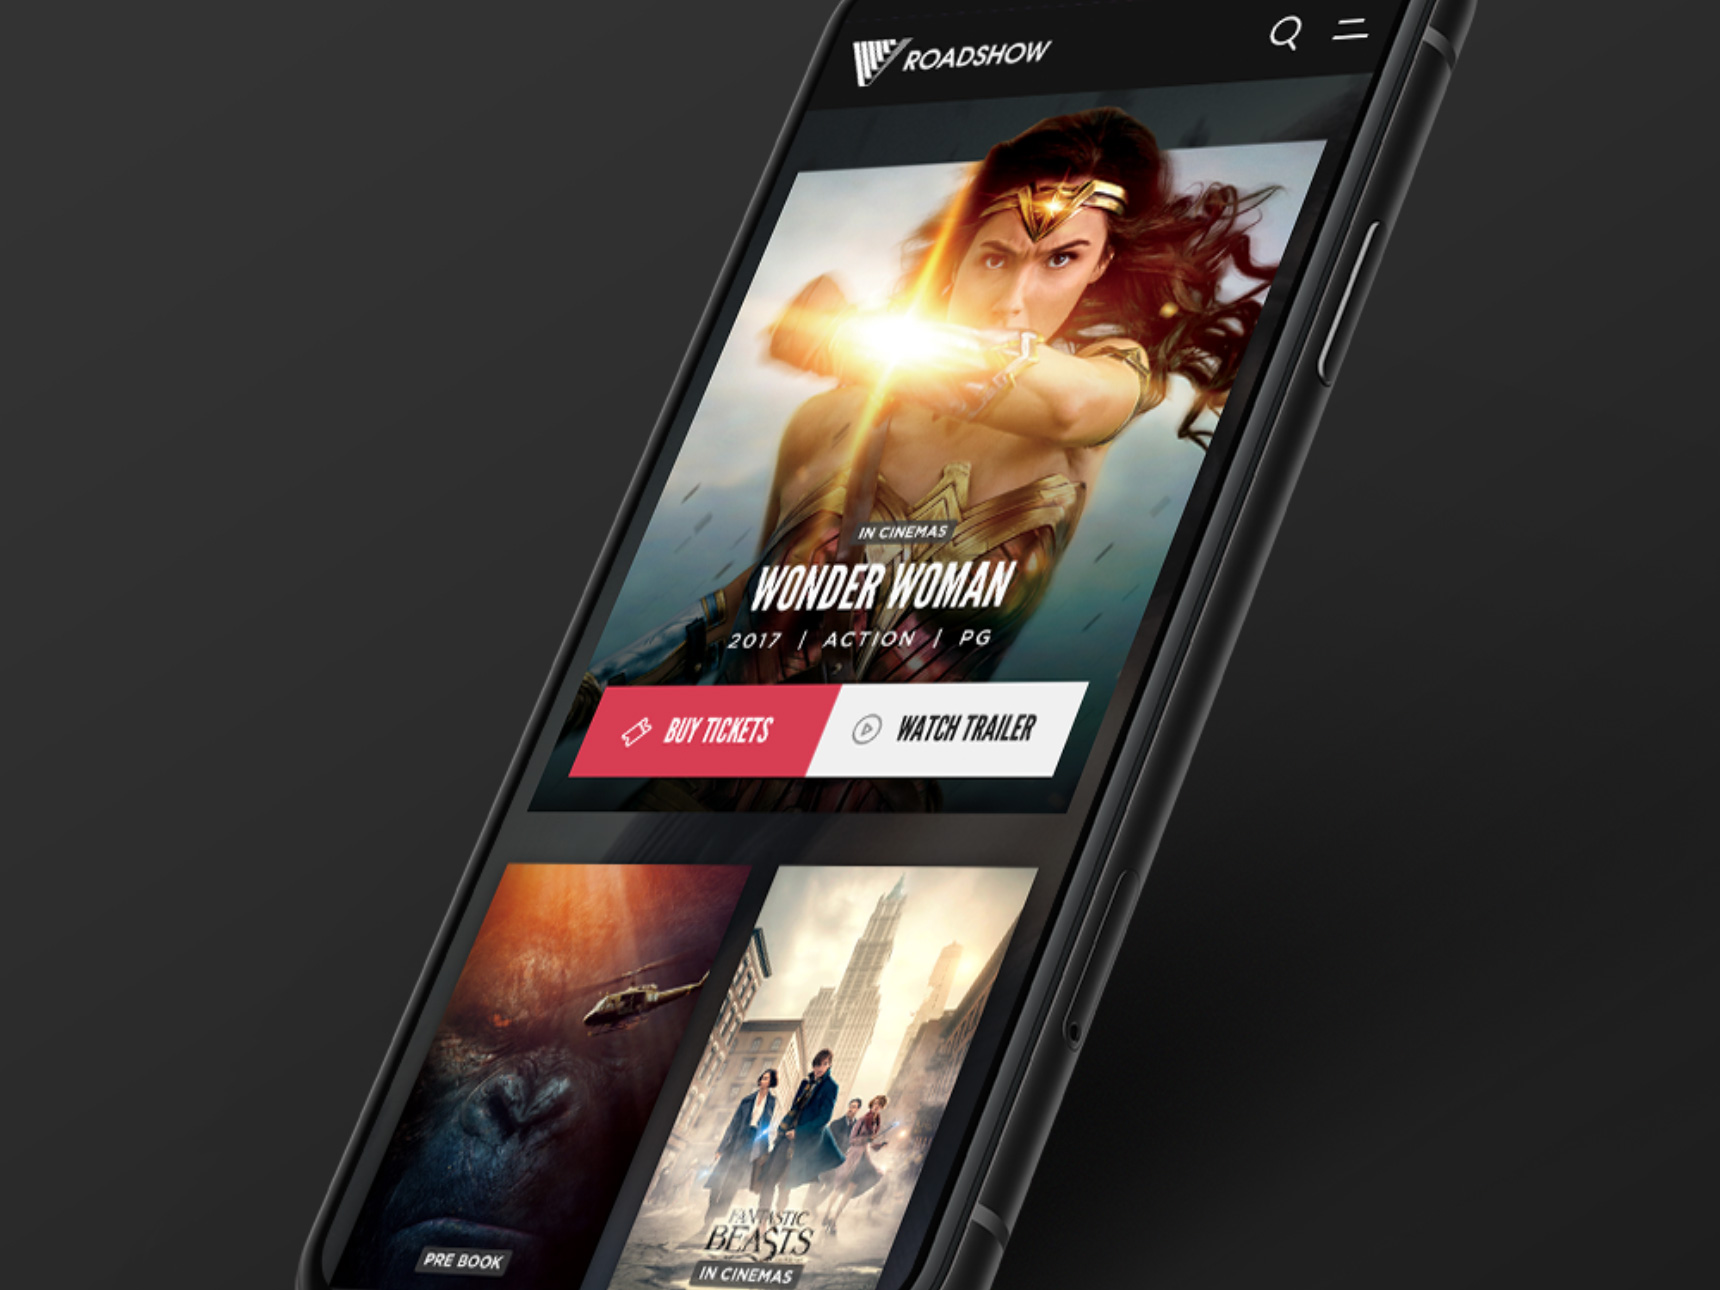 ROADSHOW
IN CINEMAS
WONDER WOMAN
2017 | ACTION | PG
BUY TICKETS
WATCH TRAILER
FANTASTIC
BEASTS
PRE BOOK
IN CINEMAS